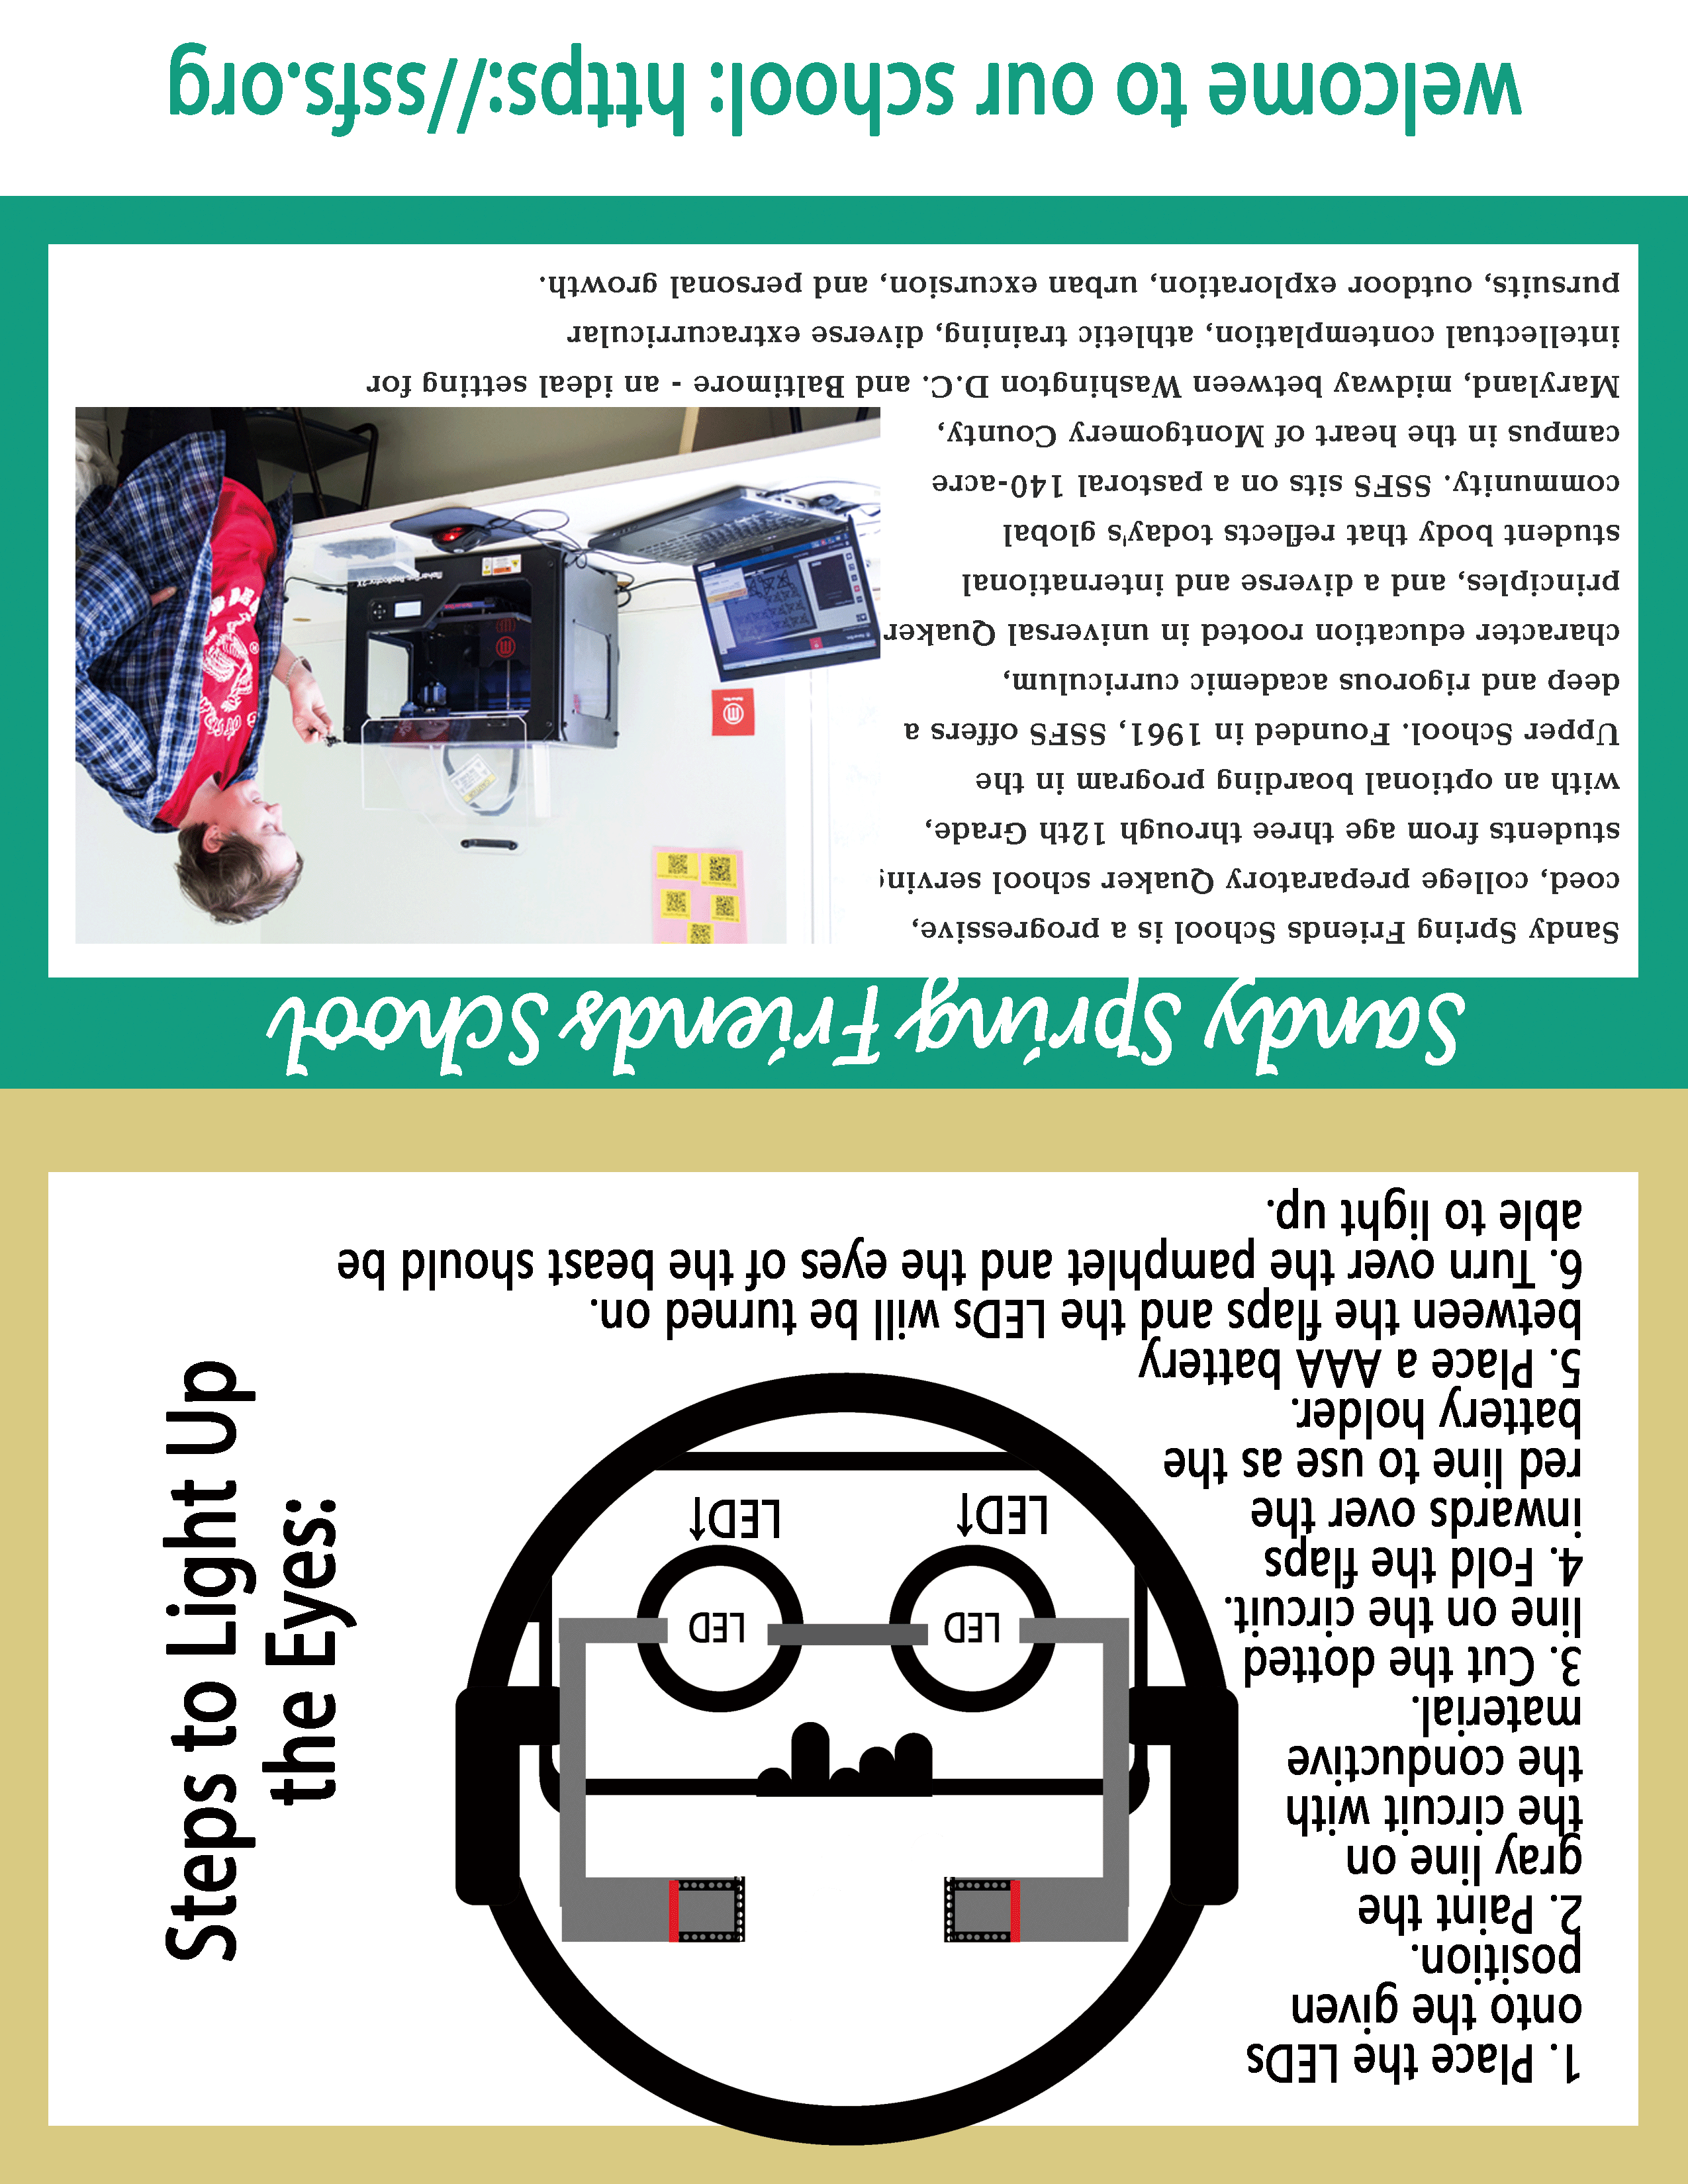 Steps to Light Up
the Eyes:
1. Place the LEDs
onto the given
position.
2. Paint the
gray line on
the circuit with
the conductive
material.
3. Cut the dotted
line on the circuit.
4. Fold the flaps
inwards over the
red line to use as the
battery holder.
5. Place a AAA battery
between the flaps and the LEDs will be turned on.
6. Turn over the pamphlet and the eyes of the beast should be
able to light up.
LED
LED
LED↑
LED↑
Sandy Spring Friends School
Sandy Spring Friends School is a progressive,
coed, college preparatory Quaker school serving
students from age three through 12th Grade,
with an optional boarding program in the
Upper School. Founded in 1961, SSFS offers a
deep and rigorous academic curriculum,
character education rooted in universal Quaker
principles, and a diverse and international
student body that reflects today's global
community. SSFS sits on a pastoral 140-acre
campus in the heart of Montgomery County,
Maryland, midway between Washington D.C. and Baltimore - an ideal setting for
intellectual contemplation, athletic training, diverse extracurricular
pursuits, outdoor exploration, urban excursion, and personal growth.
MakerBot Replicator 2X
welcome to our school: https://ssfs.org